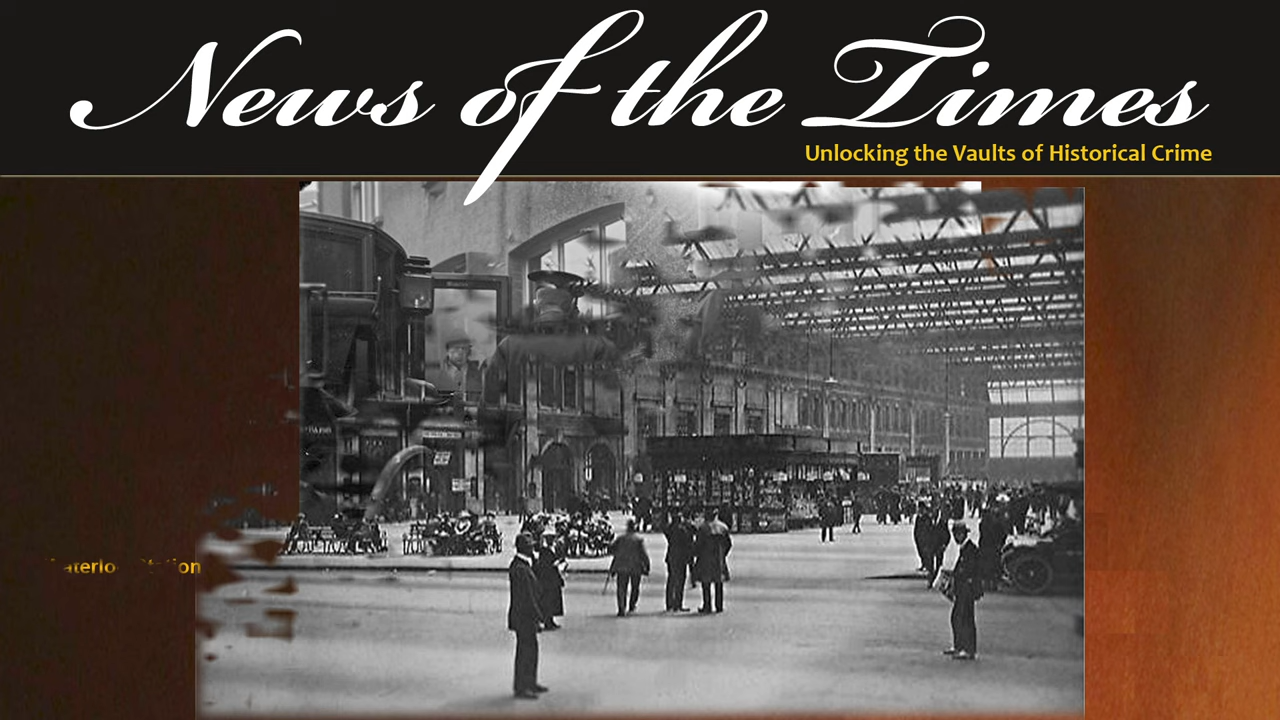 News of the Times
Unlocking the Vaults of Historical Crime